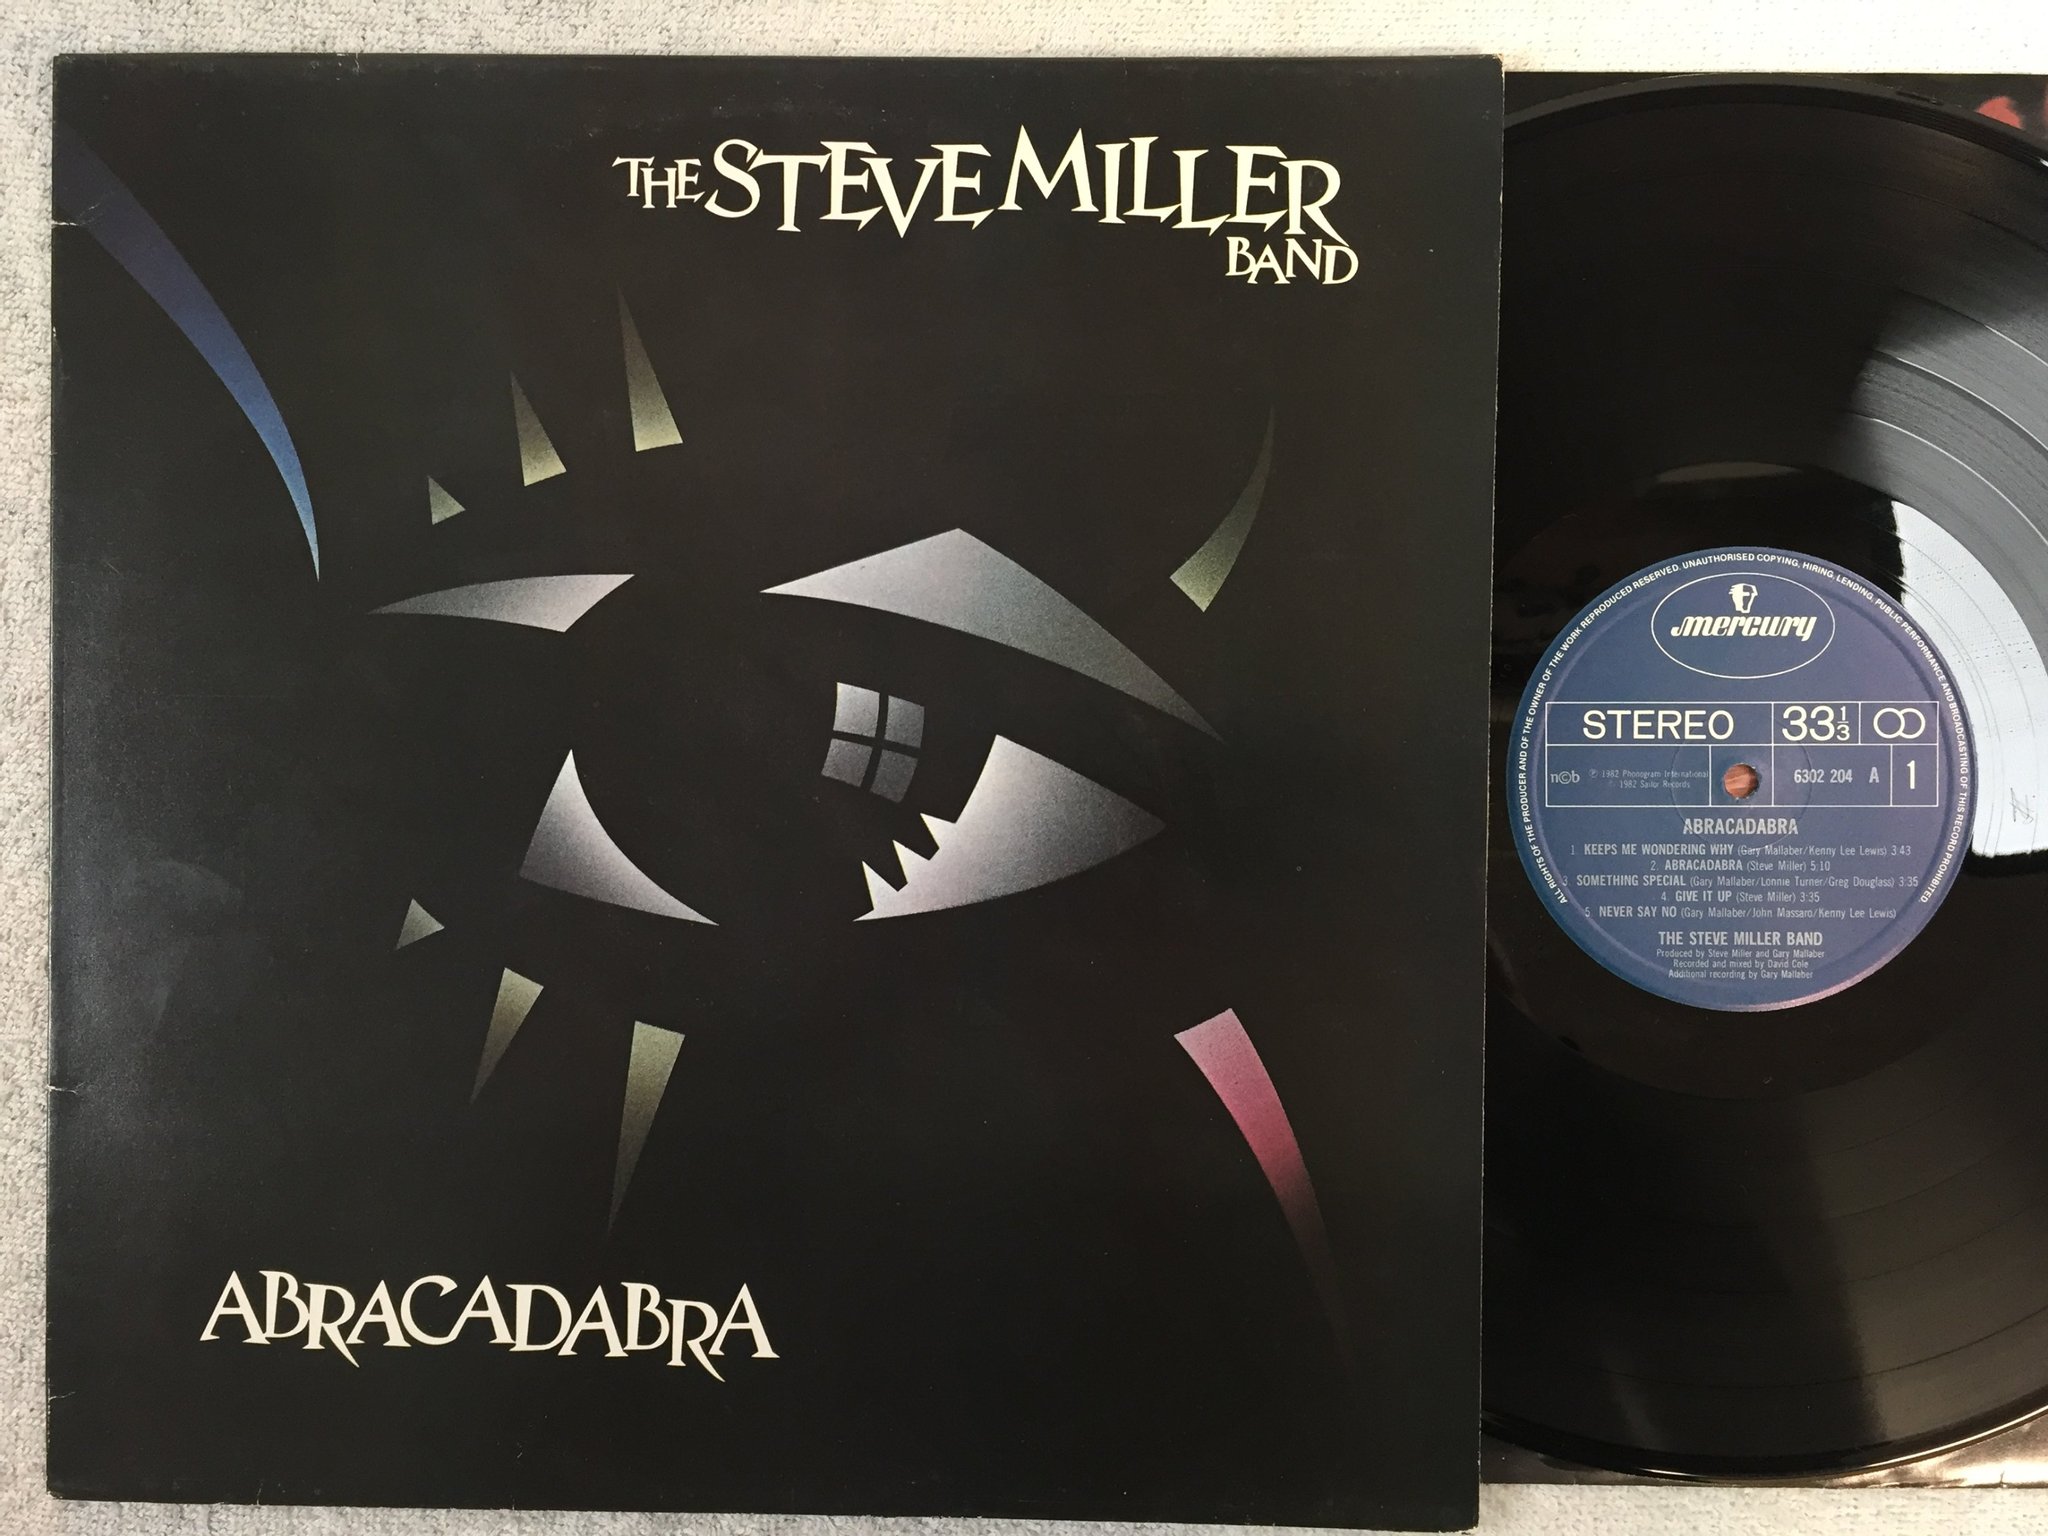 THE STEVE MILLER
BAND
ABRACADABRA
ALL RIGHTS OF THE PRODUCER AND OF THE OWNER OF THE WORK REPRODUCED RESERVED. UNAUTHORISED COPYING, HIRING, LENDING, PUBLIC PERFORMANCE AND BROADCASTING OF THIS RECORD PROHIBITED.
mercury
STEREO 33 1/3
n©b ℗ 1982 Phonogram International 6302 204 A 1
1982 Sailor Records
ABRACADABRA
1. KEEPS ME WONDERING WHY (Gary Mallaber/Kenny Lee Lewis) 3:43
2. ABRACADABRA (Steve Miller) 5:10
3. SOMETHING SPECIAL (Gary Mallaber/Lonnie Turner/Greg Douglass) 3:35
4. GIVE IT UP (Steve Miller) 3:35
5. NEVER SAY NO (Gary Mallaber/John Massaro/Kenny Lee Lewis)
THE STEVE MILLER BAND
Produced by Steve Miller and Gary Mallaber
Recorded and mixed by David Cole
Additional recording by Gary Mallaber